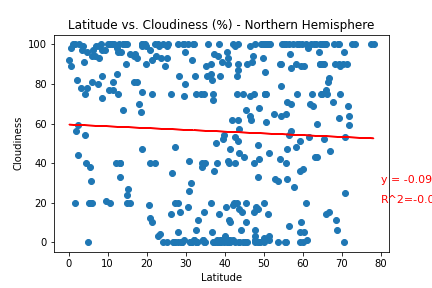 Latitude vs. Cloudiness (%) - Northern Hemisphere
100
80
60
40
20
0
Cloudiness
y = -0.09
R^2=-0.0
0 10 20 30 40 50 60 70 80
Latitude